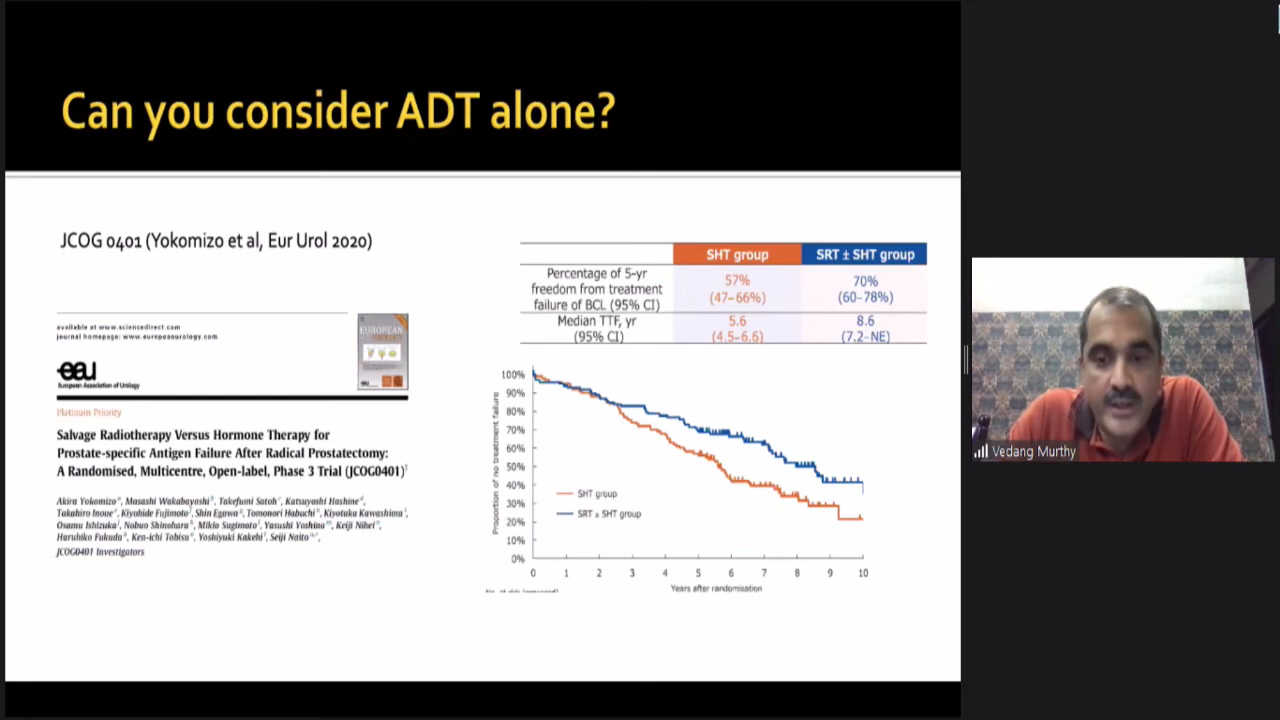 Can you consider ADT alone?
JCOG 0401 (Yokomizo et al, Eur Urol 2020)
available at www.sciencedirect.com
journal homepage: www.europeanurology.com
EUROPEAN
UROLOGY
eau
European Association of Urology
Platinum Priority
Salvage Radiotherapy Versus Hormone Therapy for
Prostate-specific Antigen Failure After Radical Prostatectomy:
A Randomised, Multicentre, Open-label, Phase 3 Trial (JCOG0401)
Akira Yokomizo, Masashi Wakabayashi, Takefumi Satoh, Katsuyoshi Hashine,
Takahiro Inoue, Kiyohide Fujimoto, Shin Egawa, Tomonori Habuchi, Kiyotaka Kawashima,
Osamu Ishizuka, Nobuo Shinohara, Mikio Sugimoto, Yasushi Yoshino, Keiji Nihei,
Haruhiko Fukuda, Ken-ichi Tobisu, Yoshiyuki Kakehi, Seiji Naito,
JCOG0401 Investigators
SHT group SRT ± SHT group
Percentage of 5-yr
freedom from treatment
failure of BCL (95% CI)
57%
(47–66%)
70%
(60–78%)
Median TTF, yr
(95% CI)
5.6
(4.5–6.6)
8.6
(7.2–NE)
Proportion of no treatment failure
100%
90%
80%
70%
60%
50%
40%
30%
20%
10%
0%
SHT group
SRT ± SHT group
0 1 2 3 4 5 6 7 8 9 10
Years after randomisation
Vedang Murthy